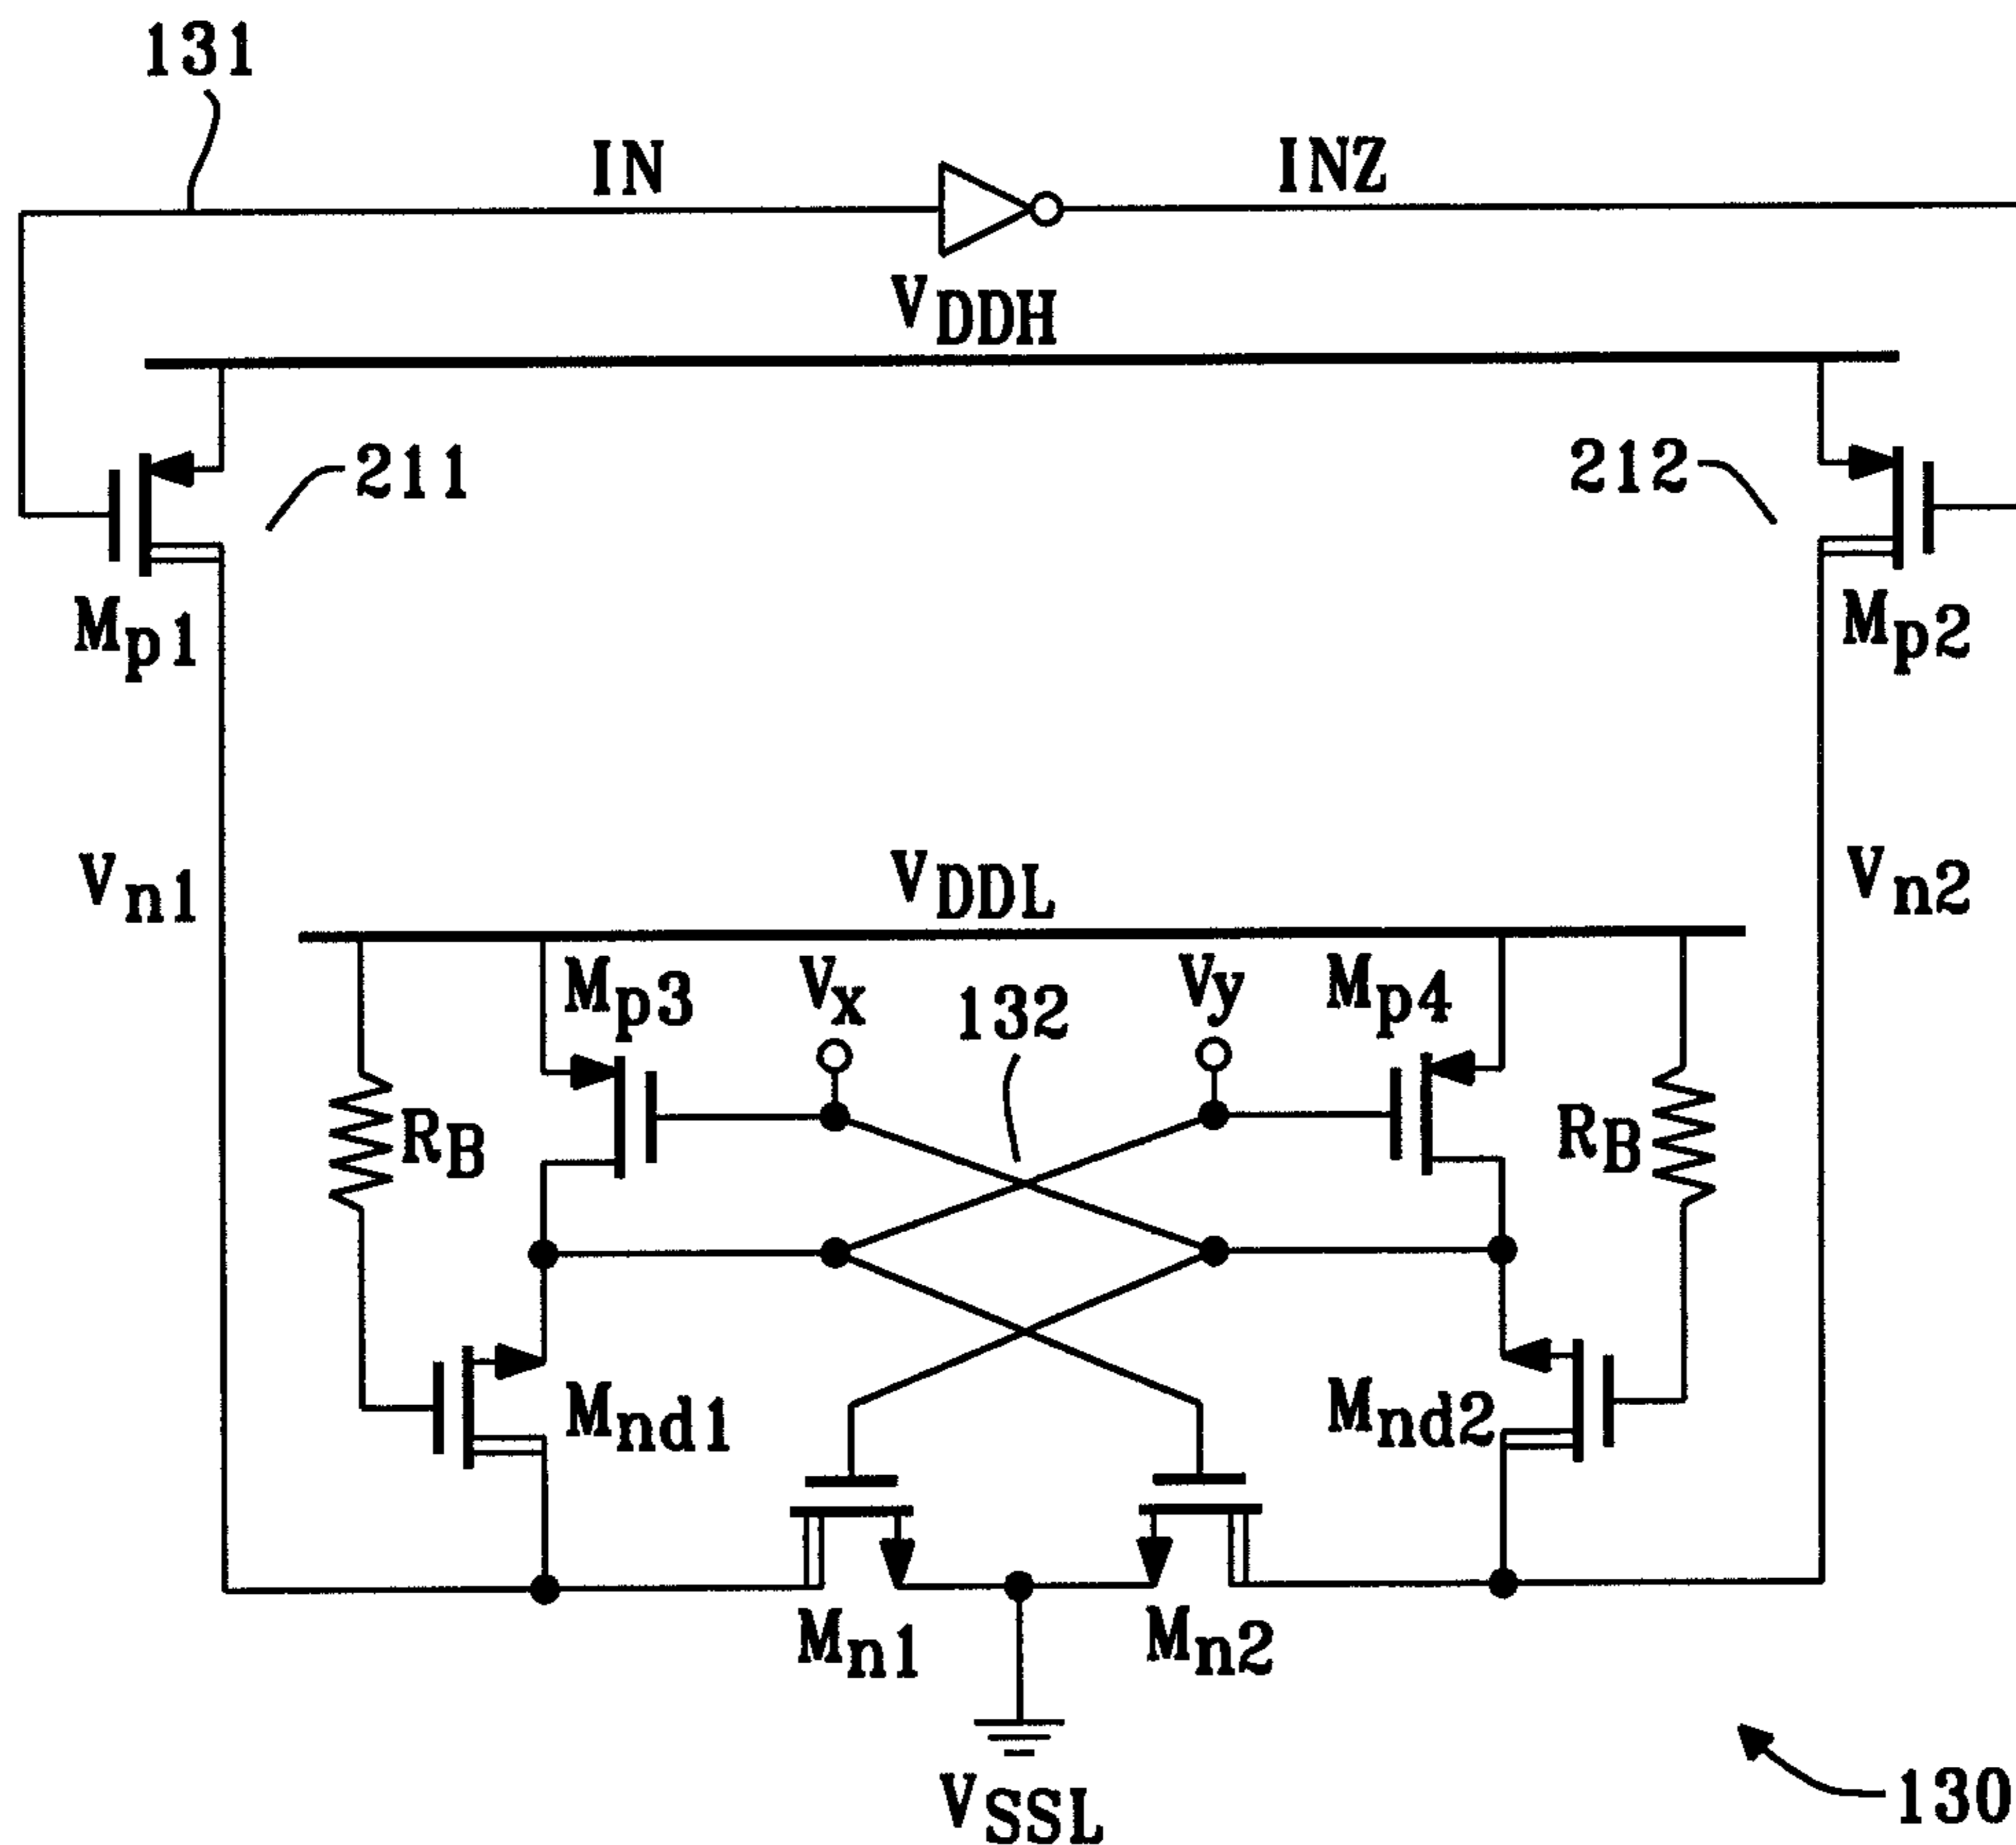 131
IN
INZ
VDDH
211
212
Mp1
Mp2
Vn1
VDDL
Vn2
Mp3
Vx
132
Vy
Mp4
RB
RB
Mnd1
Mnd2
Mn1
Mn2
VSSL
130